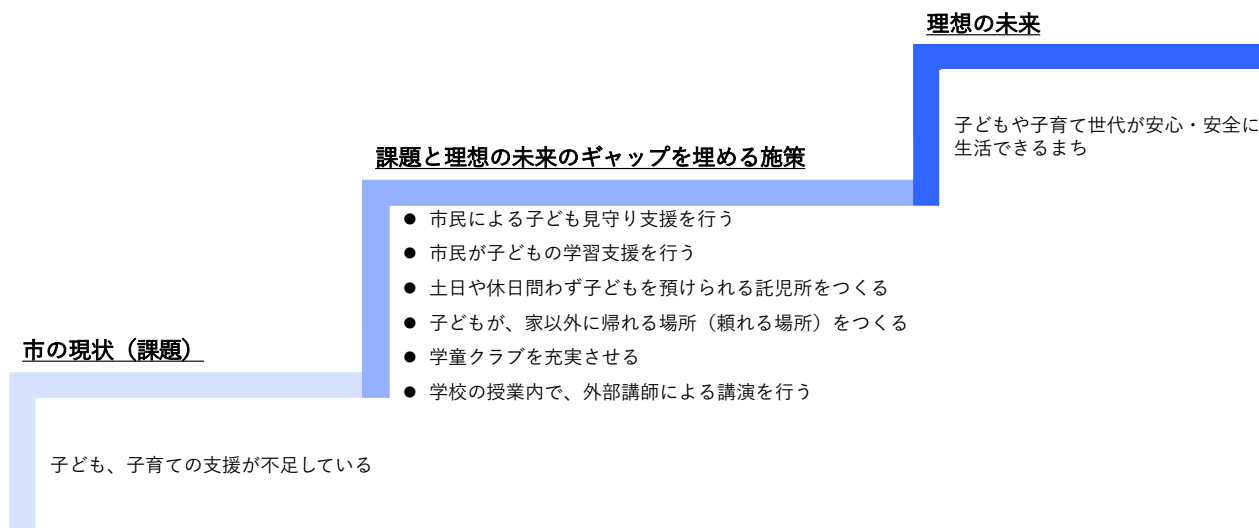 理想の未来
子どもや子育て世代が安心・安全に
生活できるまち
課題と理想の未来のギャップを埋める施策
● 市民による子ども見守り支援を行う
● 市民が子どもの学習支援を行う
● 土日や休日問わず子どもを預けられる託児所をつくる
● 子どもが、家以外に帰れる場所（頼れる場所）をつくる
● 学童クラブを充実させる
● 学校の授業内で、外部講師による講演を行う
市の現状（課題）
子ども、子育ての支援が不足している